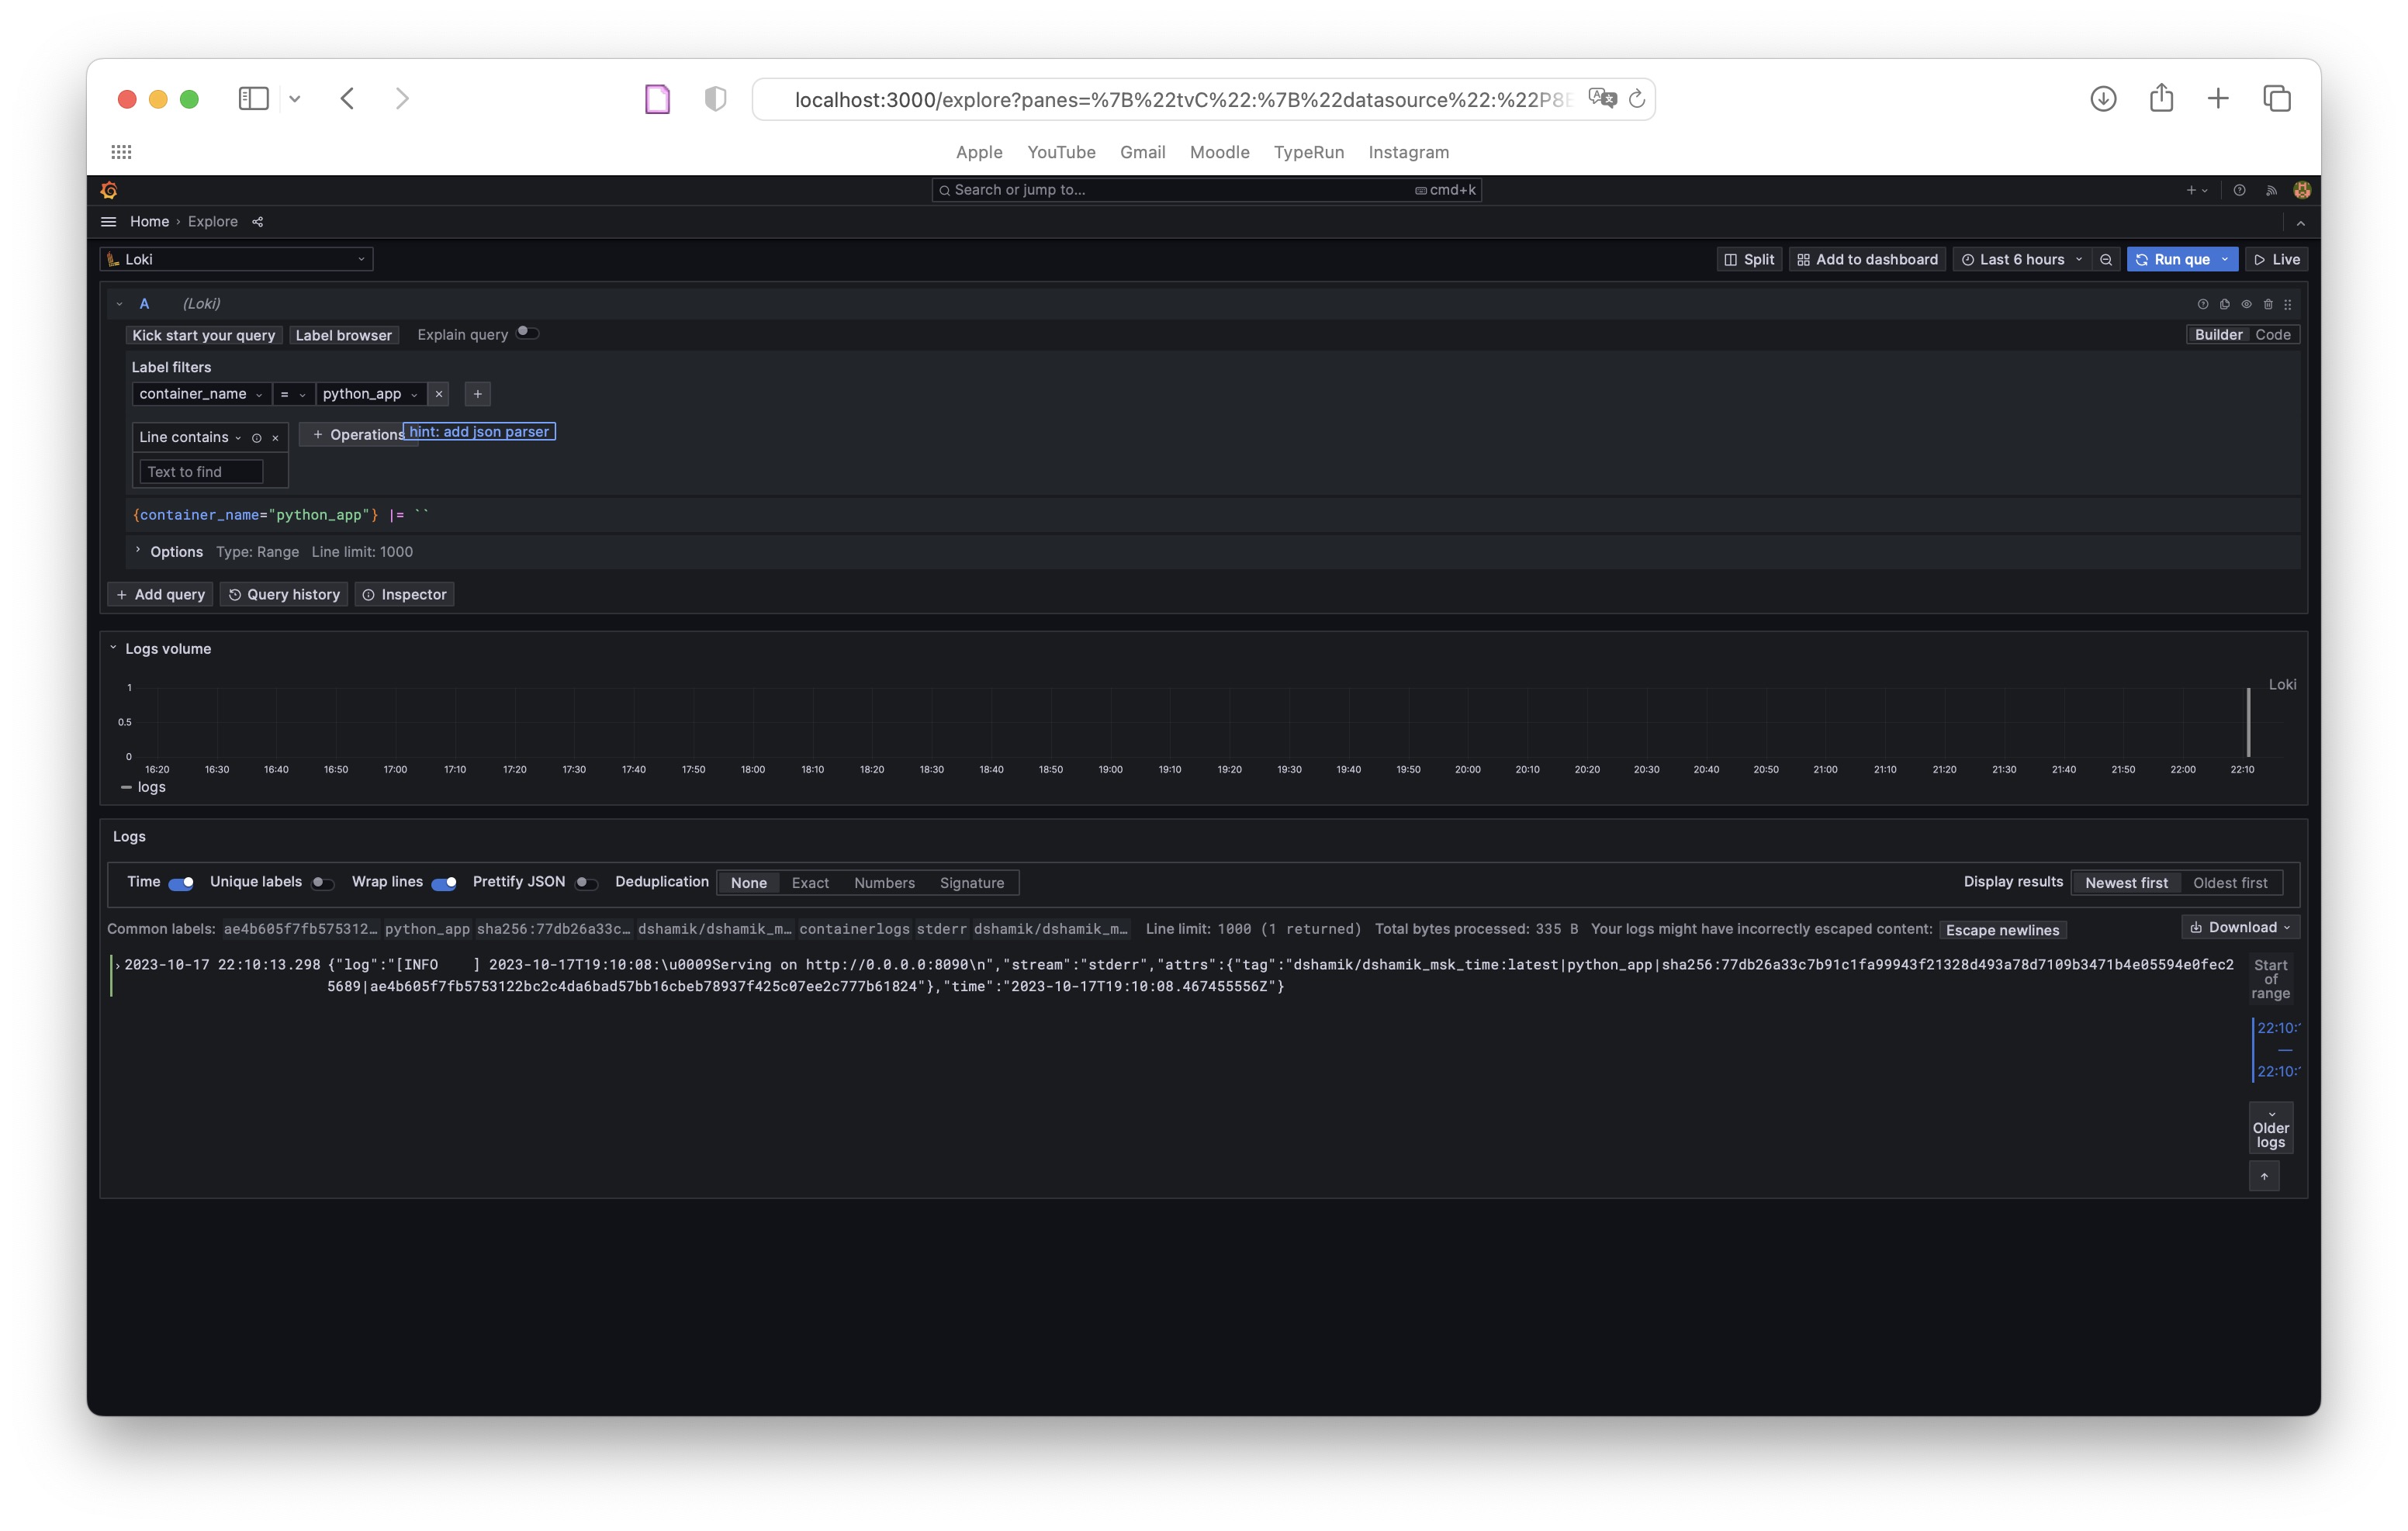 localhost:3000/explore?panes=%7B%22tvC%22:%7B%22datasource%22:%22P8
Apple YouTube Gmail Moodle TypeRun Instagram
Search or jump to... cmd+k
Home › Explore
Loki
Split Add to dashboard Last 6 hours Run que Live
A (Loki)
Kick start your query Label browser Explain query Builder Code
Label filters
container_name = python_app × +
Line contains × + Operations hint: add json parser
Text to find
{container_name="python_app"} |= ``
Options Type: Range Line limit: 1000
+ Add query Query history Inspector
Logs volume
Loki
1
0.5
0
16:20 16:30 16:40 16:50 17:00 17:10 17:20 17:30 17:40 17:50 18:00 18:10 18:20 18:30 18:40 18:50 19:00 19:10 19:20 19:30 19:40 19:50 20:00 20:10 20:20 20:30 20:40 20:50 21:00 21:10 21:20 21:30 21:40 21:50 22:00 22:10
logs
Logs
Time Unique labels Wrap lines Prettify JSON Deduplication None Exact Numbers Signature Display results Newest first Oldest first
Common labels: ae4b605f7fb575312… python_app sha256:77db26a33c… dshamik/dshamik_m… containerlogs stderr dshamik/dshamik_m… Line limit: 1000 (1 returned) Total bytes processed: 335 B Your logs might have incorrectly escaped content: Escape newlines Download
2023-10-17 22:10:13.298 {"log":"[INFO    ] 2023-10-17T19:10:08:\u0009Serving on http://0.0.0.0:8090\n","stream":"stderr","attrs":{"tag":"dshamik/dshamik_msk_time:latest|python_app|sha256:77db26a33c7b91c1fa99943f21328d493a78d7109b3471b4e05594e0fec2
5689|ae4b605f7fb5753122bc2c4da6bad57bb16cbeb78937f425c07ee2c777b61824"},"time":"2023-10-17T19:10:08.467455556Z"}
Start
of
range
22:10:
—
22:10:
Older
logs